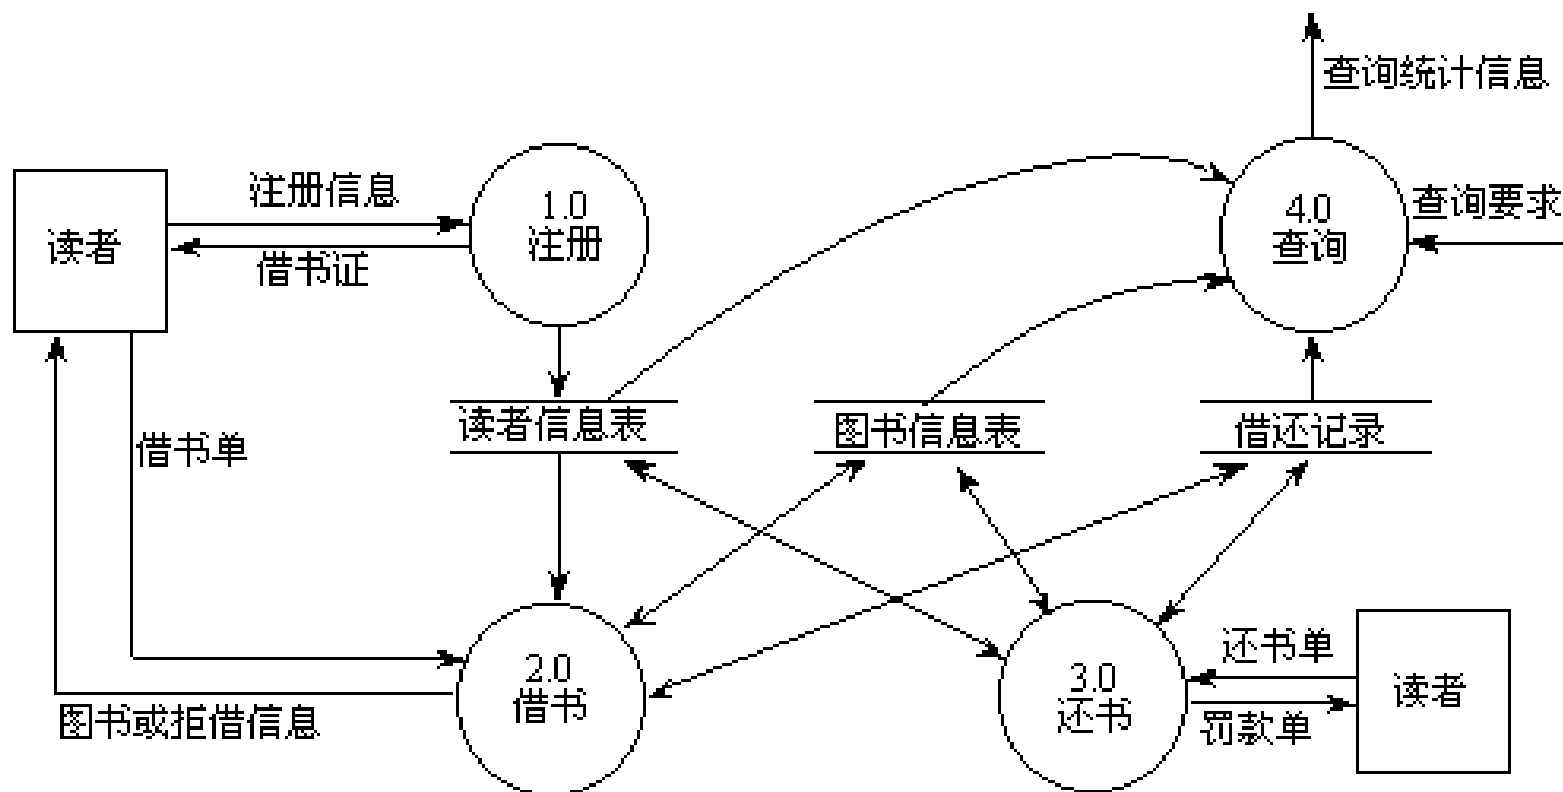 查询统计信息
注册信息
1.0
注册
4.0
查询
查询要求
读者
借书证
读者信息表
图书信息表
借还记录
借书单
2.0
借书
3.0
还书
还书单
读者
图书或拒借信息
罚款单